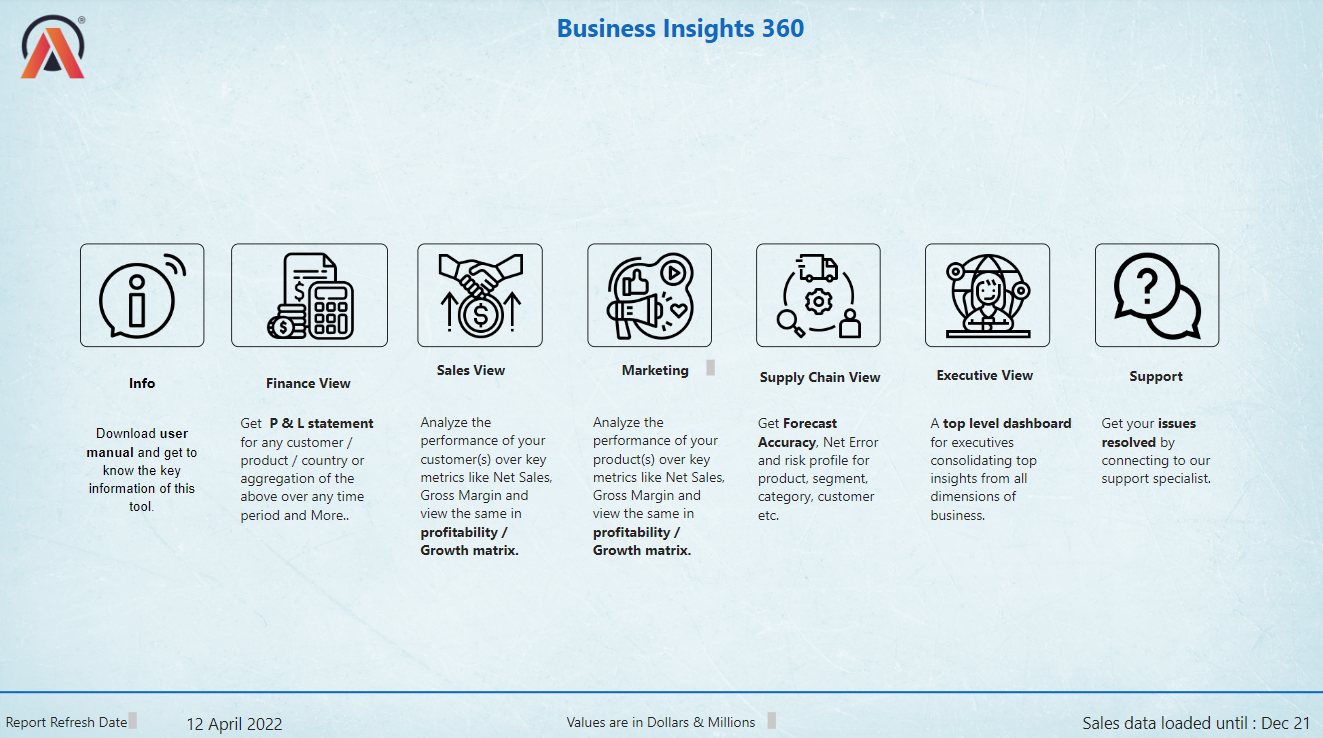 ®
Business Insights 360
i
$
$
$
?
Info
Download user
manual and get to
know the key
information of this
tool.
Finance View
Get P & L statement
for any customer /
product / country or
aggregation of the
above over any time
period and More..
Sales View
Analyze the
performance of your
customer(s) over key
metrics like Net Sales,
Gross Margin and
view the same in
profitability /
Growth matrix.
Marketing
Analyze the
performance of your
product(s) over key
metrics like Net Sales,
Gross Margin and
view the same in
profitability /
Growth matrix.
Supply Chain View
Get Forecast
Accuracy, Net Error
and risk profile for
product, segment,
category, customer
etc.
Executive View
A top level dashboard
for executives
consolidating top
insights from all
dimensions of
business.
Support
Get your issues
resolved by
connecting to our
support specialist.
Report Refresh Date
12 April 2022
Values are in Dollars & Millions
Sales data loaded until : Dec 21